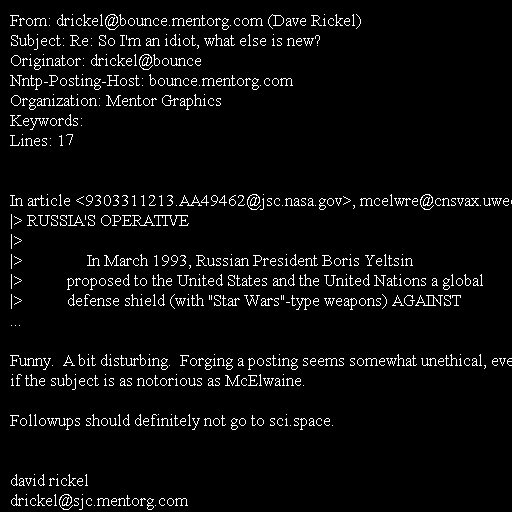 From: drickel@bounce.mentorg.com (Dave Rickel)
Subject: Re: So I'm an idiot, what else is new?
Originator: drickel@bounce
Nntp-Posting-Host: bounce.mentorg.com
Organization: Mentor Graphics
Keywords:
Lines: 17
In article <9303311213.AA49462@jsc.nasa.gov>, mcelwre@cnsvax.uwec
|> RUSSIA'S OPERATIVE
|>
|> In March 1993, Russian President Boris Yeltsin
|> proposed to the United States and the United Nations a global
|> defense shield (with "Star Wars"-type weapons) AGAINST
...
Funny. A bit disturbing. Forging a posting seems somewhat unethical, eve
if the subject is as notorious as McElwaine.
Followups should definitely not go to sci.space.
david rickel
drickel@sjc.mentorg.com